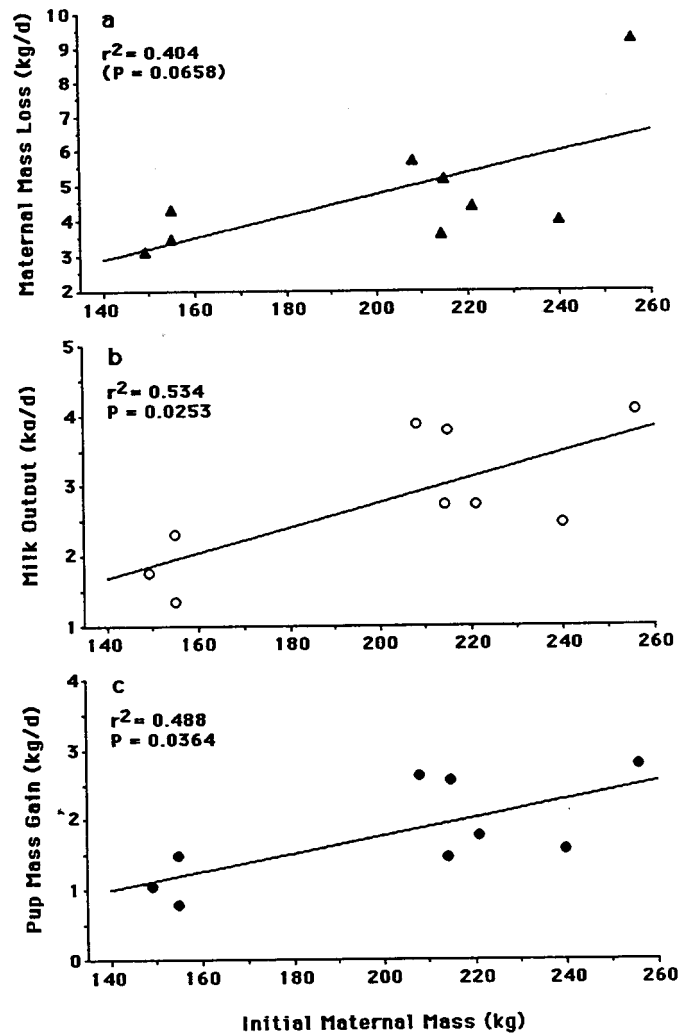 a
r² = 0.404
(P = 0.0658)
Maternal Mass Loss (kg/d)
10
9
8
7
6
5
4
3
2
140 160 180 200 220 240 260
b
r² = 0.534
P = 0.0253
Milk Output (kg/d)
5
4
3
2
1
140 160 180 200 220 240 260
c
r² = 0.488
P = 0.0364
Pup Mass Gain (kg/d)
4
3
2
1
0
140 160 180 200 220 240 260
Initial Maternal Mass (kg)